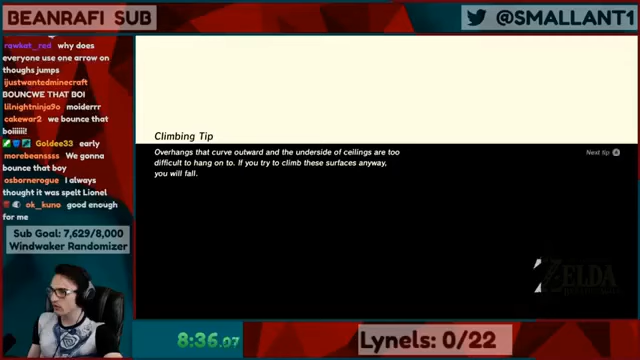 BEANRAFI SUB
@SMALLANT1
rowkat_red why does
everyone use one arrow on
thoughs jumps
ijustwantedminecraft
BOUNCWE THAT BOI
lilnightninja9o moiderrr
cakewar2 we bounce that
boiiiiii!
Goldee33 early
morebeanssss We gonna
bounce that boy
osbornerogue I always
thought it was spelt Lionel
ok_kuno good enough
for me
Sub Goal: 7,629/8,000
Windwaker Randomizer
Climbing Tip
Overhangs that curve outward and the underside of ceilings are too
difficult to hang on to. If you try to climb these surfaces anyway,
you will fall.
Next tip
ZELDA
8:36.07
Lynels: 0/22